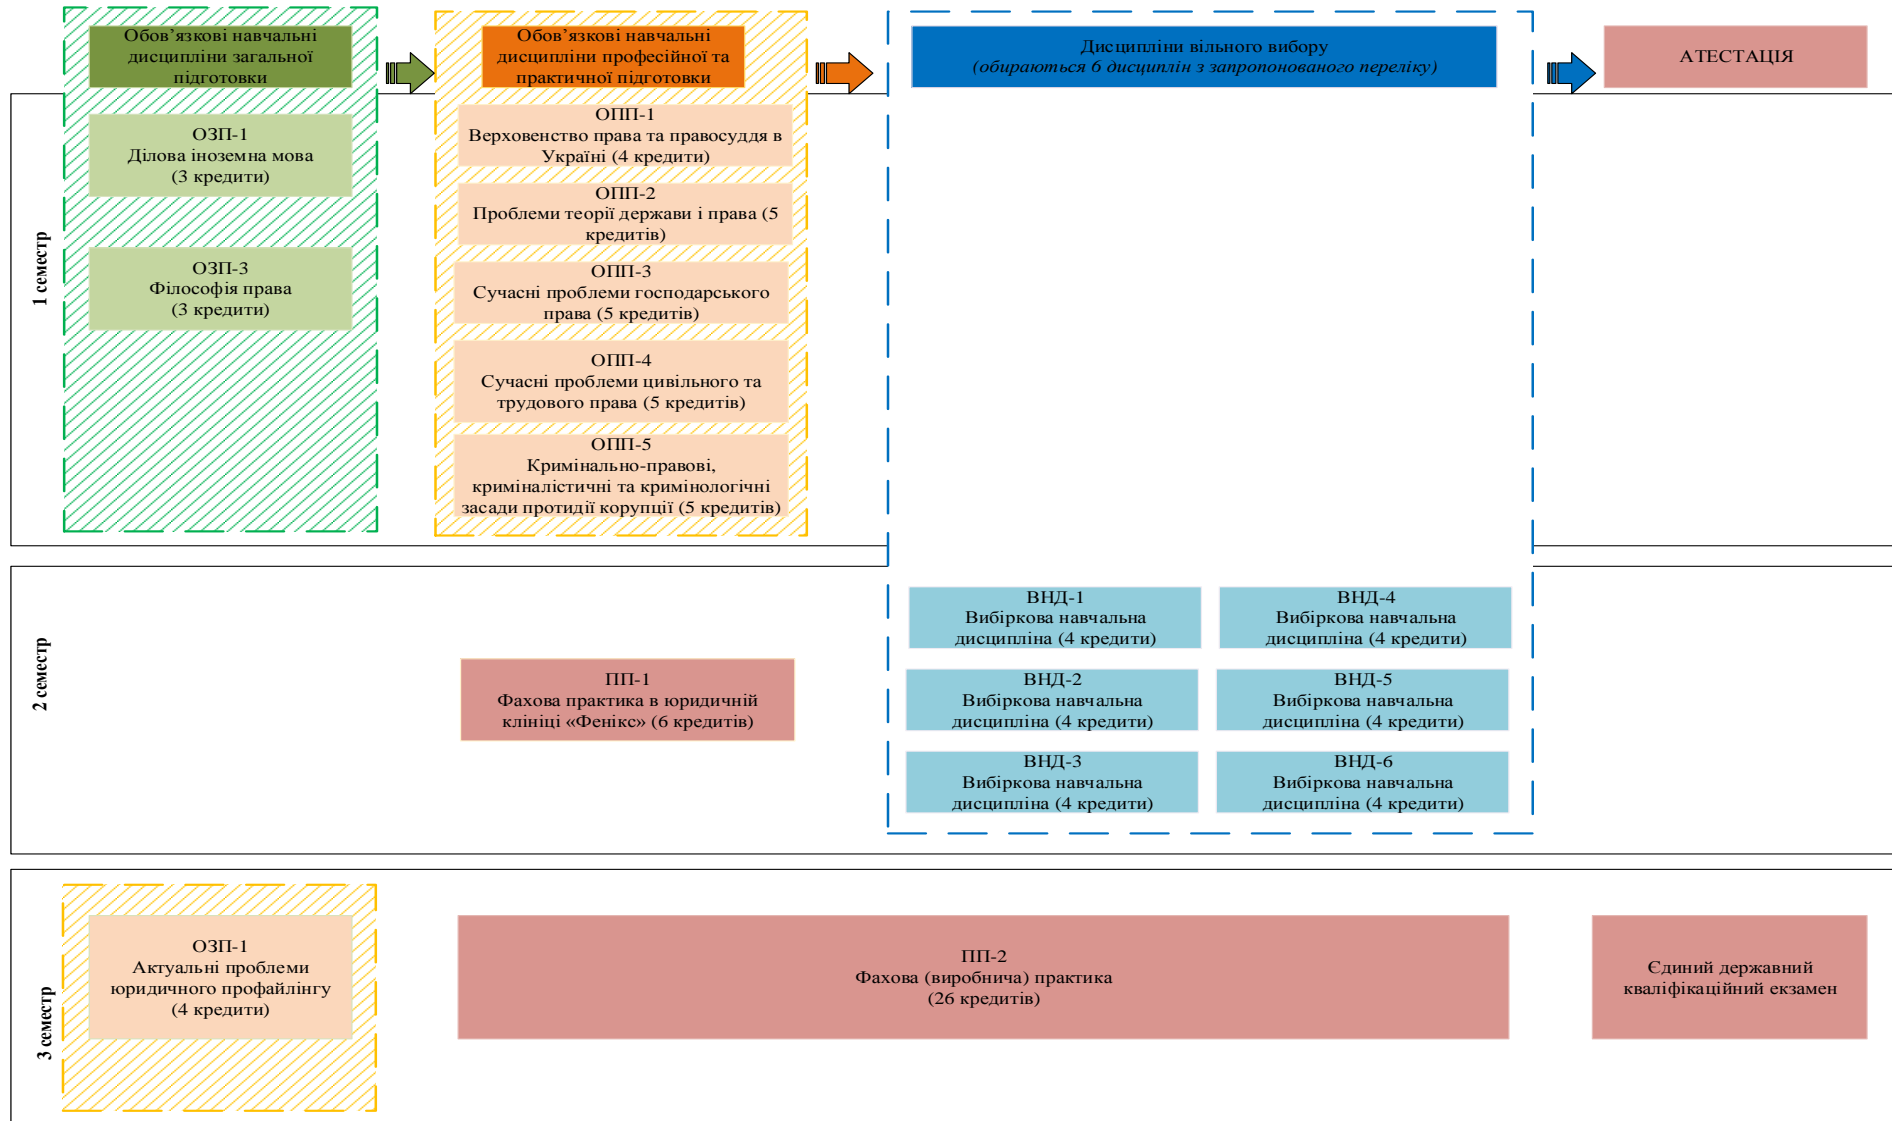 Обов’язкові навчальні
дисципліни загальної
підготовки
Обов’язкові навчальні
дисципліни професійної та
практичної підготовки
Дисципліни вільного вибору
(обираються 6 дисциплін з запропонованого переліку)
АТЕСТАЦІЯ
1 семестр
ОЗП-1
Ділова іноземна мова
(3 кредити)
ОЗП-3
Філософія права
(3 кредити)
ОПП-1
Верховенство права та правосуддя в
Україні (4 кредити)
ОПП-2
Проблеми теорії держави і права (5
кредитів)
ОПП-3
Сучасні проблеми господарського
права (5 кредитів)
ОПП-4
Сучасні проблеми цивільного та
трудового права (5 кредитів)
ОПП-5
Кримінально-правові,
криміналістичні та кримінологічні
засади протидії корупції (5 кредитів)
2 семестр
ПП-1
Фахова практика в юридичній
клініці «Фенікс» (6 кредитів)
ВНД-1
Вибіркова навчальна
дисципліна (4 кредити)
ВНД-4
Вибіркова навчальна
дисципліна (4 кредити)
ВНД-2
Вибіркова навчальна
дисципліна (4 кредити)
ВНД-5
Вибіркова навчальна
дисципліна (4 кредити)
ВНД-3
Вибіркова навчальна
дисципліна (4 кредити)
ВНД-6
Вибіркова навчальна
дисципліна (4 кредити)
3 семестр
ОЗП-1
Актуальні проблеми
юридичного профайлінгу
(4 кредити)
ПП-2
Фахова (виробнича) практика
(26 кредитів)
Єдиний державний
кваліфікаційний екзамен